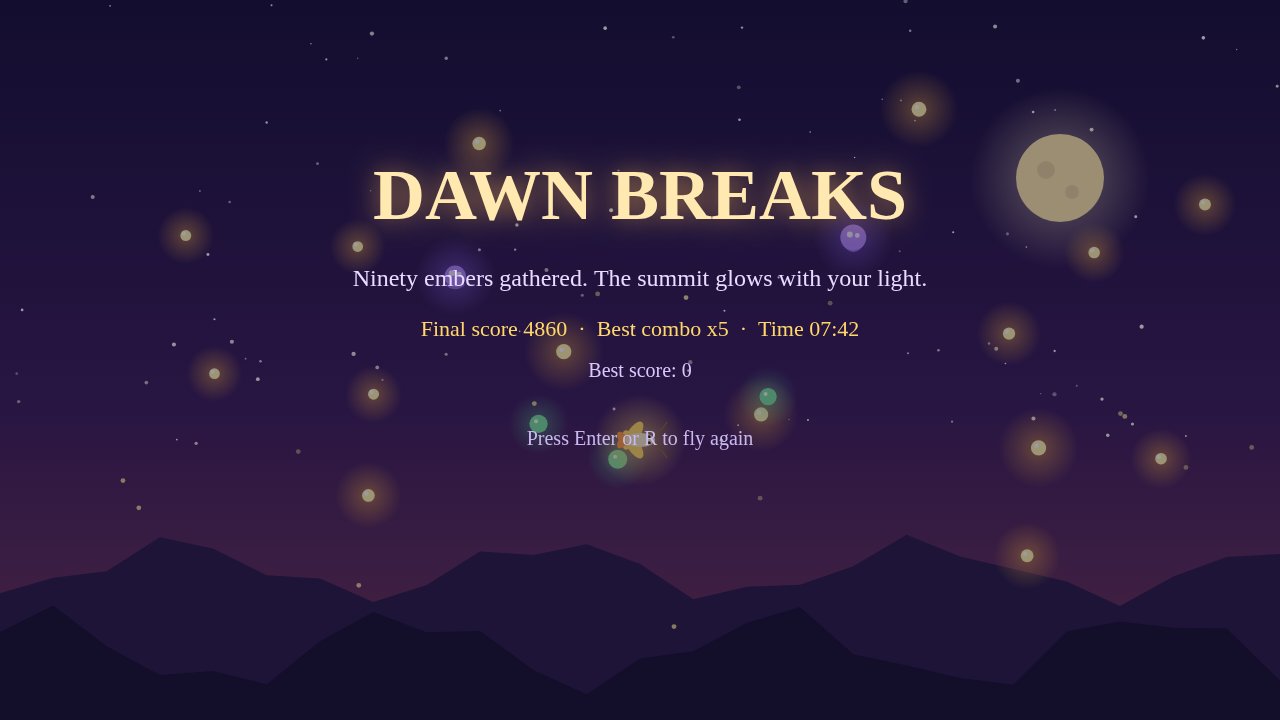 DAWN BREAKS
Ninety embers gathered. The summit glows with your light.
Final score 4860 · Best combo x5 · Time 07:42
Best score: 0
Press Enter or R to fly again